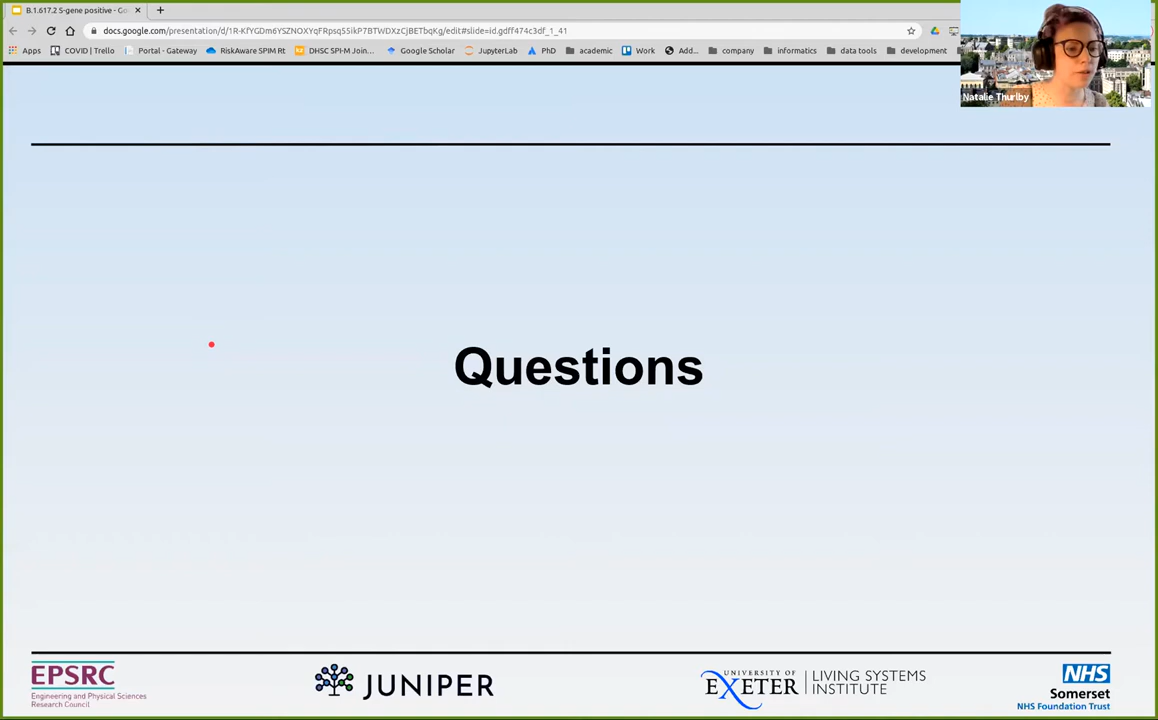 B.1.617.2 S-gene positive - Go
docs.google.com/presentation/d/1R-KfYGDm6YSZNOXYqFRpsqS5ikP7BTWDXzCjBETbqKg/edit#slide=id.gdff474c3df_1_41
Apps COVID | Trello Portal - Gateway RiskAware SPIM Rt DHSC SPI-M Join... Google Scholar JupyterLab PhD academic Work Add... company informatics data tools development
Natalie Thurlby
Questions
EPSRC
Engineering and Physical Sciences
Research Council
JUNIPER
UNIVERSITY OF
EXETER
LIVING SYSTEMS
INSTITUTE
NHS
Somerset
NHS Foundation Trust